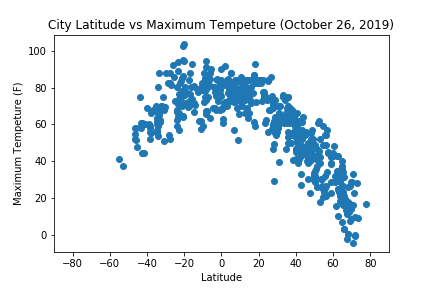 City Latitude vs Maximum Tempeture (October 26, 2019)
Maximum Tempeture (F)
100
80
60
40
20
0
−80 −60 −40 −20 0 20 40 60 80
Latitude